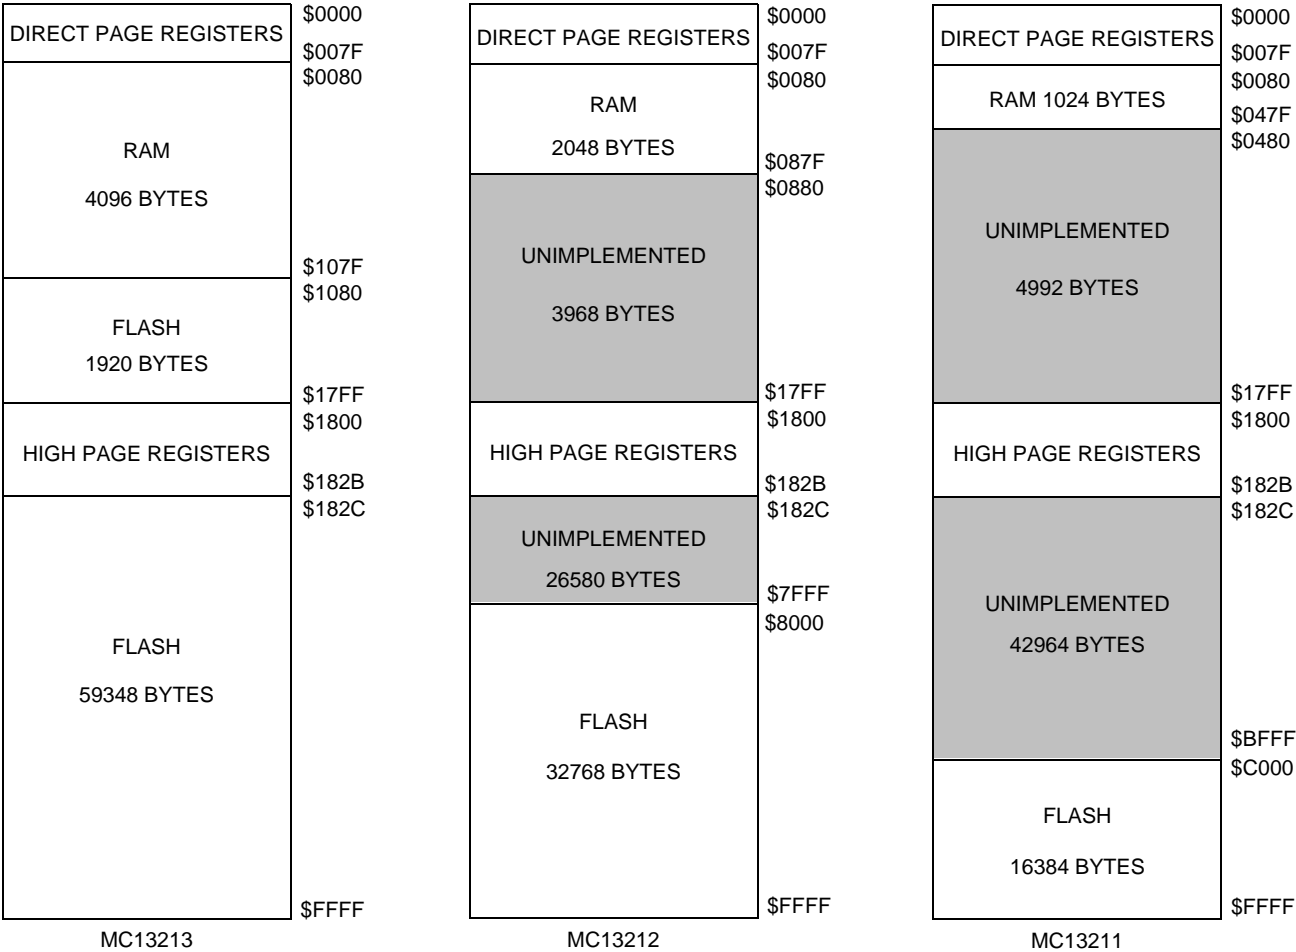 DIRECT PAGE REGISTERS
$0000
$007F
$0080
RAM
4096 BYTES
$107F
$1080
FLASH
1920 BYTES
$17FF
$1800
HIGH PAGE REGISTERS
$182B
$182C
FLASH
59348 BYTES
$FFFF
MC13213
DIRECT PAGE REGISTERS
$0000
$007F
$0080
RAM
2048 BYTES
$087F
$0880
UNIMPLEMENTED
3968 BYTES
$17FF
$1800
HIGH PAGE REGISTERS
$182B
$182C
UNIMPLEMENTED
26580 BYTES
$7FFF
$8000
FLASH
32768 BYTES
$FFFF
MC13212
DIRECT PAGE REGISTERS
$0000
$007F
$0080
RAM 1024 BYTES
$047F
$0480
UNIMPLEMENTED
4992 BYTES
$17FF
$1800
HIGH PAGE REGISTERS
$182B
$182C
UNIMPLEMENTED
42964 BYTES
$BFFF
$C000
FLASH
16384 BYTES
$FFFF
MC13211